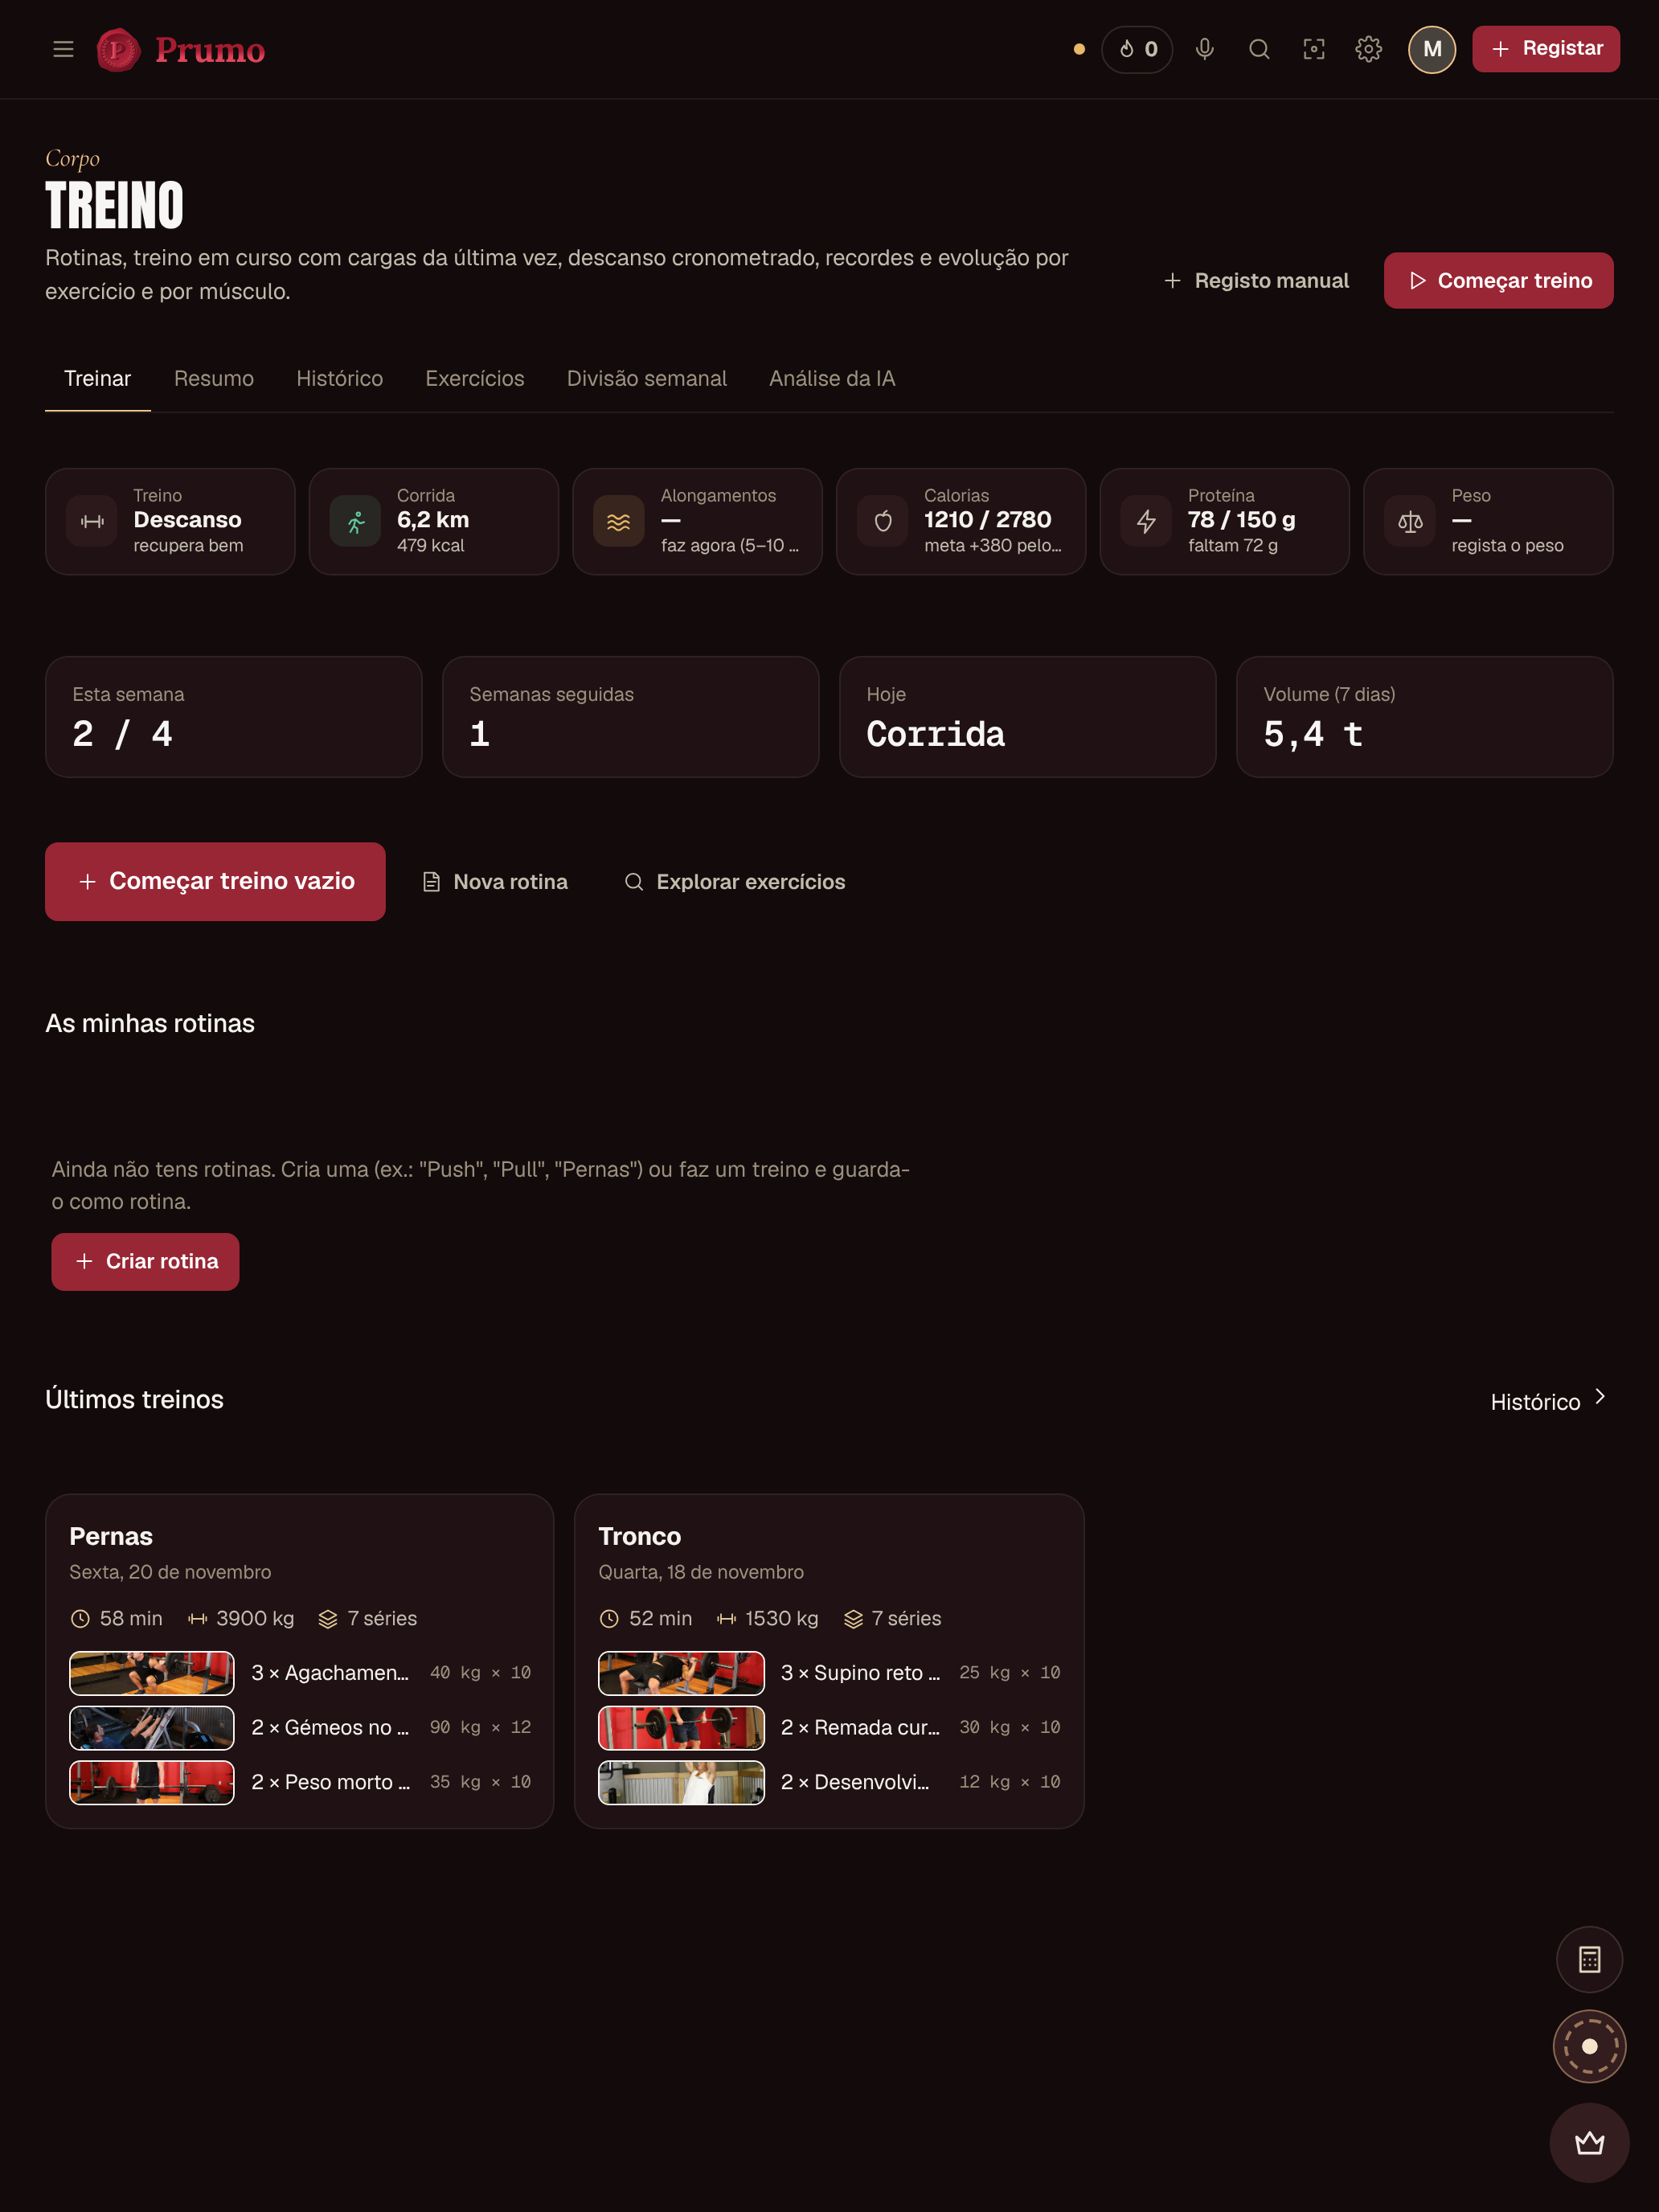 Prumo
0
M
Registar
Corpo
TREINO
Rotinas, treino em curso com cargas da última vez, descanso cronometrado, recordes e evolução por
exercício e por músculo.
Registo manual
Começar treino
Treinar
Resumo
Histórico
Exercícios
Divisão semanal
Análise da IA
Treino
Descanso
recupera bem
Corrida
6,2 km
479 kcal
Alongamentos
—
faz agora (5–10 ...
Calorias
1210 / 2780
meta +380 pelo...
Proteína
78 / 150 g
faltam 72 g
Peso
—
regista o peso
Esta semana
2 / 4
Semanas seguidas
1
Hoje
Corrida
Volume (7 dias)
5,4 t
Começar treino vazio
Nova rotina
Explorar exercícios
As minhas rotinas
Ainda não tens rotinas. Cria uma (ex.: "Push", "Pull", "Pernas") ou faz um treino e guarda-
o como rotina.
Criar rotina
Últimos treinos
Histórico
Pernas
Sexta, 20 de novembro
58 min
3900 kg
7 séries
3 × Agachamen... 40 kg × 10
2 × Gémeos no ... 90 kg × 12
2 × Peso morto ... 35 kg × 10
Tronco
Quarta, 18 de novembro
52 min
1530 kg
7 séries
3 × Supino reto ... 25 kg × 10
2 × Remada cur... 30 kg × 10
2 × Desenvolvi... 12 kg × 10